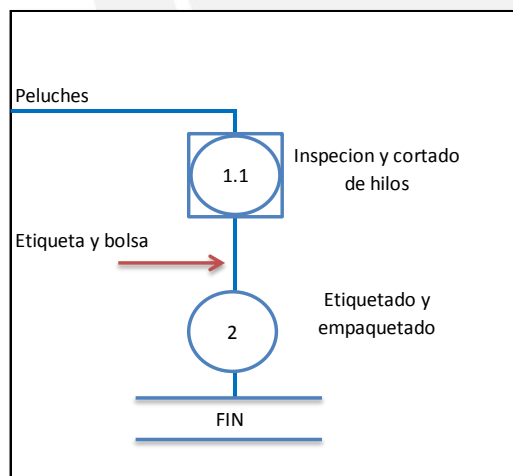 Peluches
1.1
Inspecion y cortado
de hilos
Etiqueta y bolsa
2
Etiquetado y
empaquetado
FIN